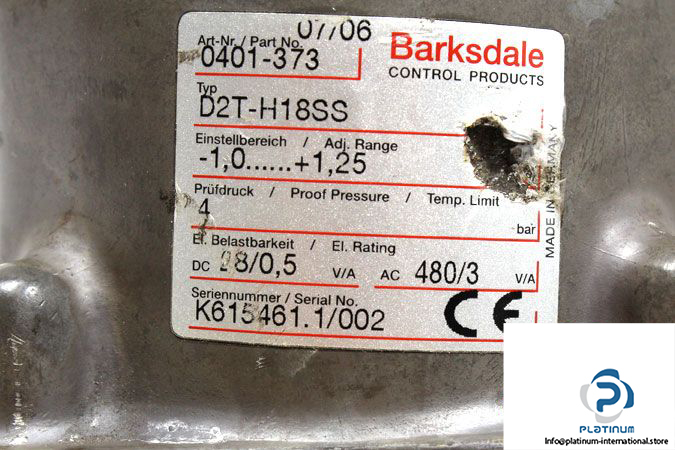 07/06
Art-Nr. / Part No.
0401-373
Barksdale
CONTROL PRODUCTS
Typ
D2T-H18SS
Einstellbereich / Adj. Range
-1,0......+1,25
Prüfdruck / Proof Pressure / Temp. Limit
4
bar
MADE IN GERMANY
El. Belastbarkeit / El. Rating
DC 28/0,5 V/A AC 480/3 V/A
Seriennummer / Serial No.
K615461.1/002
CE
PLATINUM
Info@platinum-international.store